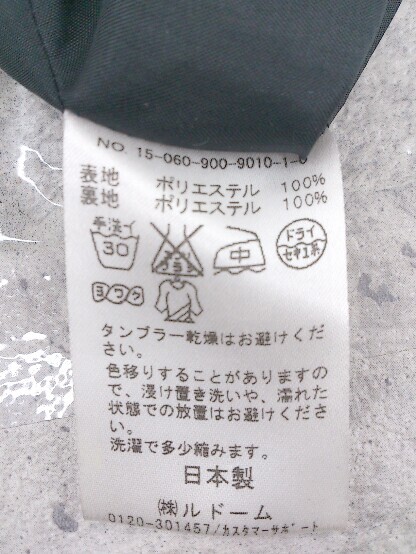 NO. 15-060-900-9010-1-0
表地 ポリエステル 100%
裏地 ポリエステル 100%
手洗イ
30
エンソ
サラシ
中
ドライ
セキユ系
ヨワク
タンブラー乾燥はお避けくだ
さい。
色移りすることがありますの
で、浸け置き洗いや、濡れた
状態での放置はお避けくださ
い。
洗濯で多少縮みます。
日本製
㈱ルドーム
0120-301457/カスタマーサポート